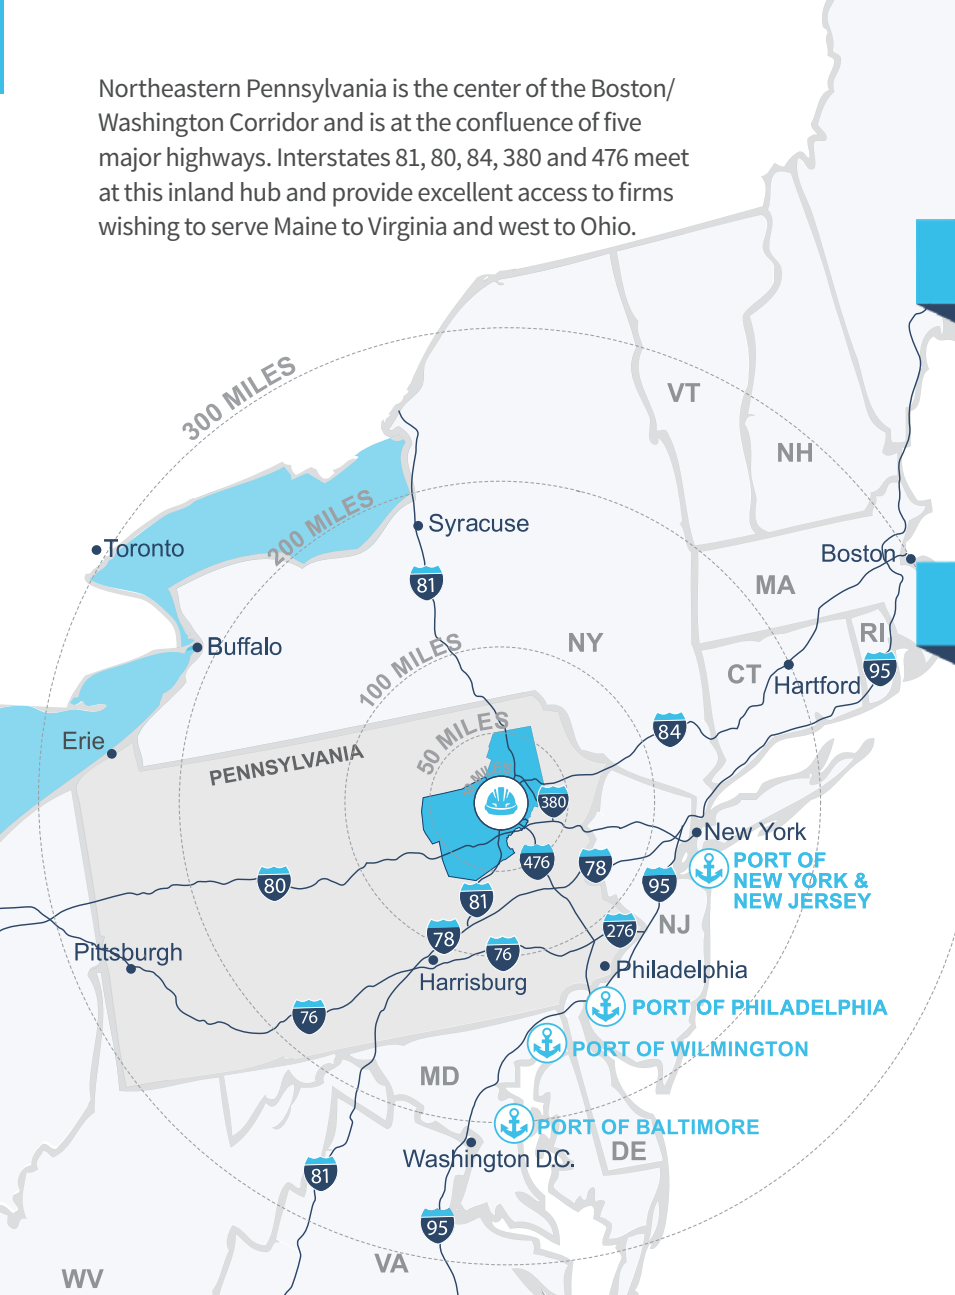 Northeastern Pennsylvania is the center of the Boston/
Washington Corridor and is at the confluence of five
major highways. Interstates 81, 80, 84, 380 and 476 meet
at this inland hub and provide excellent access to firms
wishing to serve Maine to Virginia and west to Ohio.
300 MILES
VT
NH
200 MILES
Syracuse
Toronto
Boston
81
MA
RI
NY
Buffalo
100 MILES
CT
95
Hartford
50 MILES
84
Erie
PENNSYLVANIA
MILES
380
New York
PORT OF
NEW YORK &
NEW JERSEY
476
78
80
95
81
NJ
276
78
76
Pittsburgh
Philadelphia
Harrisburg
PORT OF PHILADELPHIA
76
PORT OF WILMINGTON
MD
PORT OF BALTIMORE
DE
Washington D.C.
81
95
VA
WV